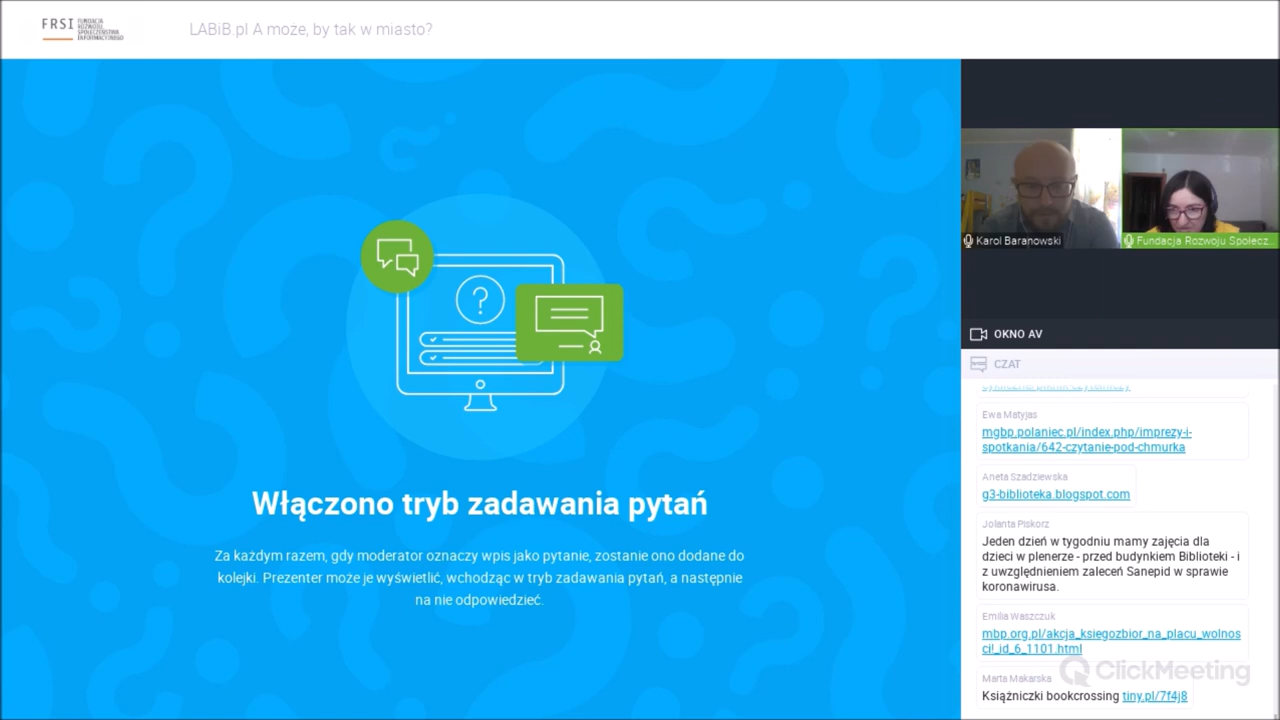 FRSI
FUNDACJA
ROZWOJU
SPOŁECZEŃSTWA
INFORMACYJNEGO
LABiB.pl A może, by tak w miasto?
Włączono tryb zadawania pytań
Za każdym razem, gdy moderator oznaczy wpis jako pytanie, zostanie ono dodane do
kolejki. Prezenter może je wyświetlić, wchodząc w tryb zadawania pytań, a następnie
na nie odpowiedzieć.
Karol Baranowski
Fundacja Rozwoju Społecz...
OKNO AV
CZAT
Ewa Matyjas
mgbp.polaniec.pl/index.php/imprezy-i-
spotkania/642-czytanie-pod-chmurka
Aneta Szadziewska
g3-biblioteka.blogspot.com
Jolanta Piskorz
Jeden dzień w tygodniu mamy zajęcia dla
dzieci w plenerze - przed budynkiem Biblioteki - i
z uwzględnieniem zaleceń Sanepid w sprawie
koronawirusa.
Emilia Waszczuk
mbp.org.pl/akcja_ksiegozbior_na_placu_wolnos
ci!_id_6_1101.html
ClickMeeting
Marta Makarska
Książniczki bookcrossing tiny.pl/7f4j8